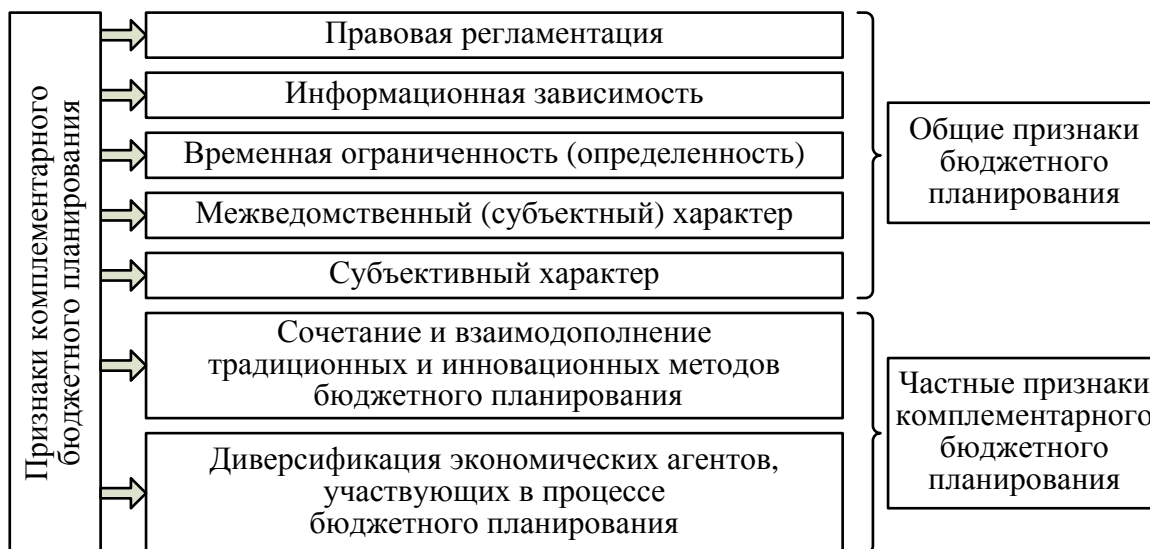 Признаки комплементарного
бюджетного планирования
Правовая регламентация
Информационная зависимость
Временная ограниченность (определенность)
Межведомственный (субъектный) характер
Субъективный характер
Общие признаки
бюджетного
планирования
Сочетание и взаимодополнение
традиционных и инновационных методов
бюджетного планирования
Диверсификация экономических агентов,
участвующих в процессе
бюджетного планирования
Частные признаки
комплементарного
бюджетного
планирования